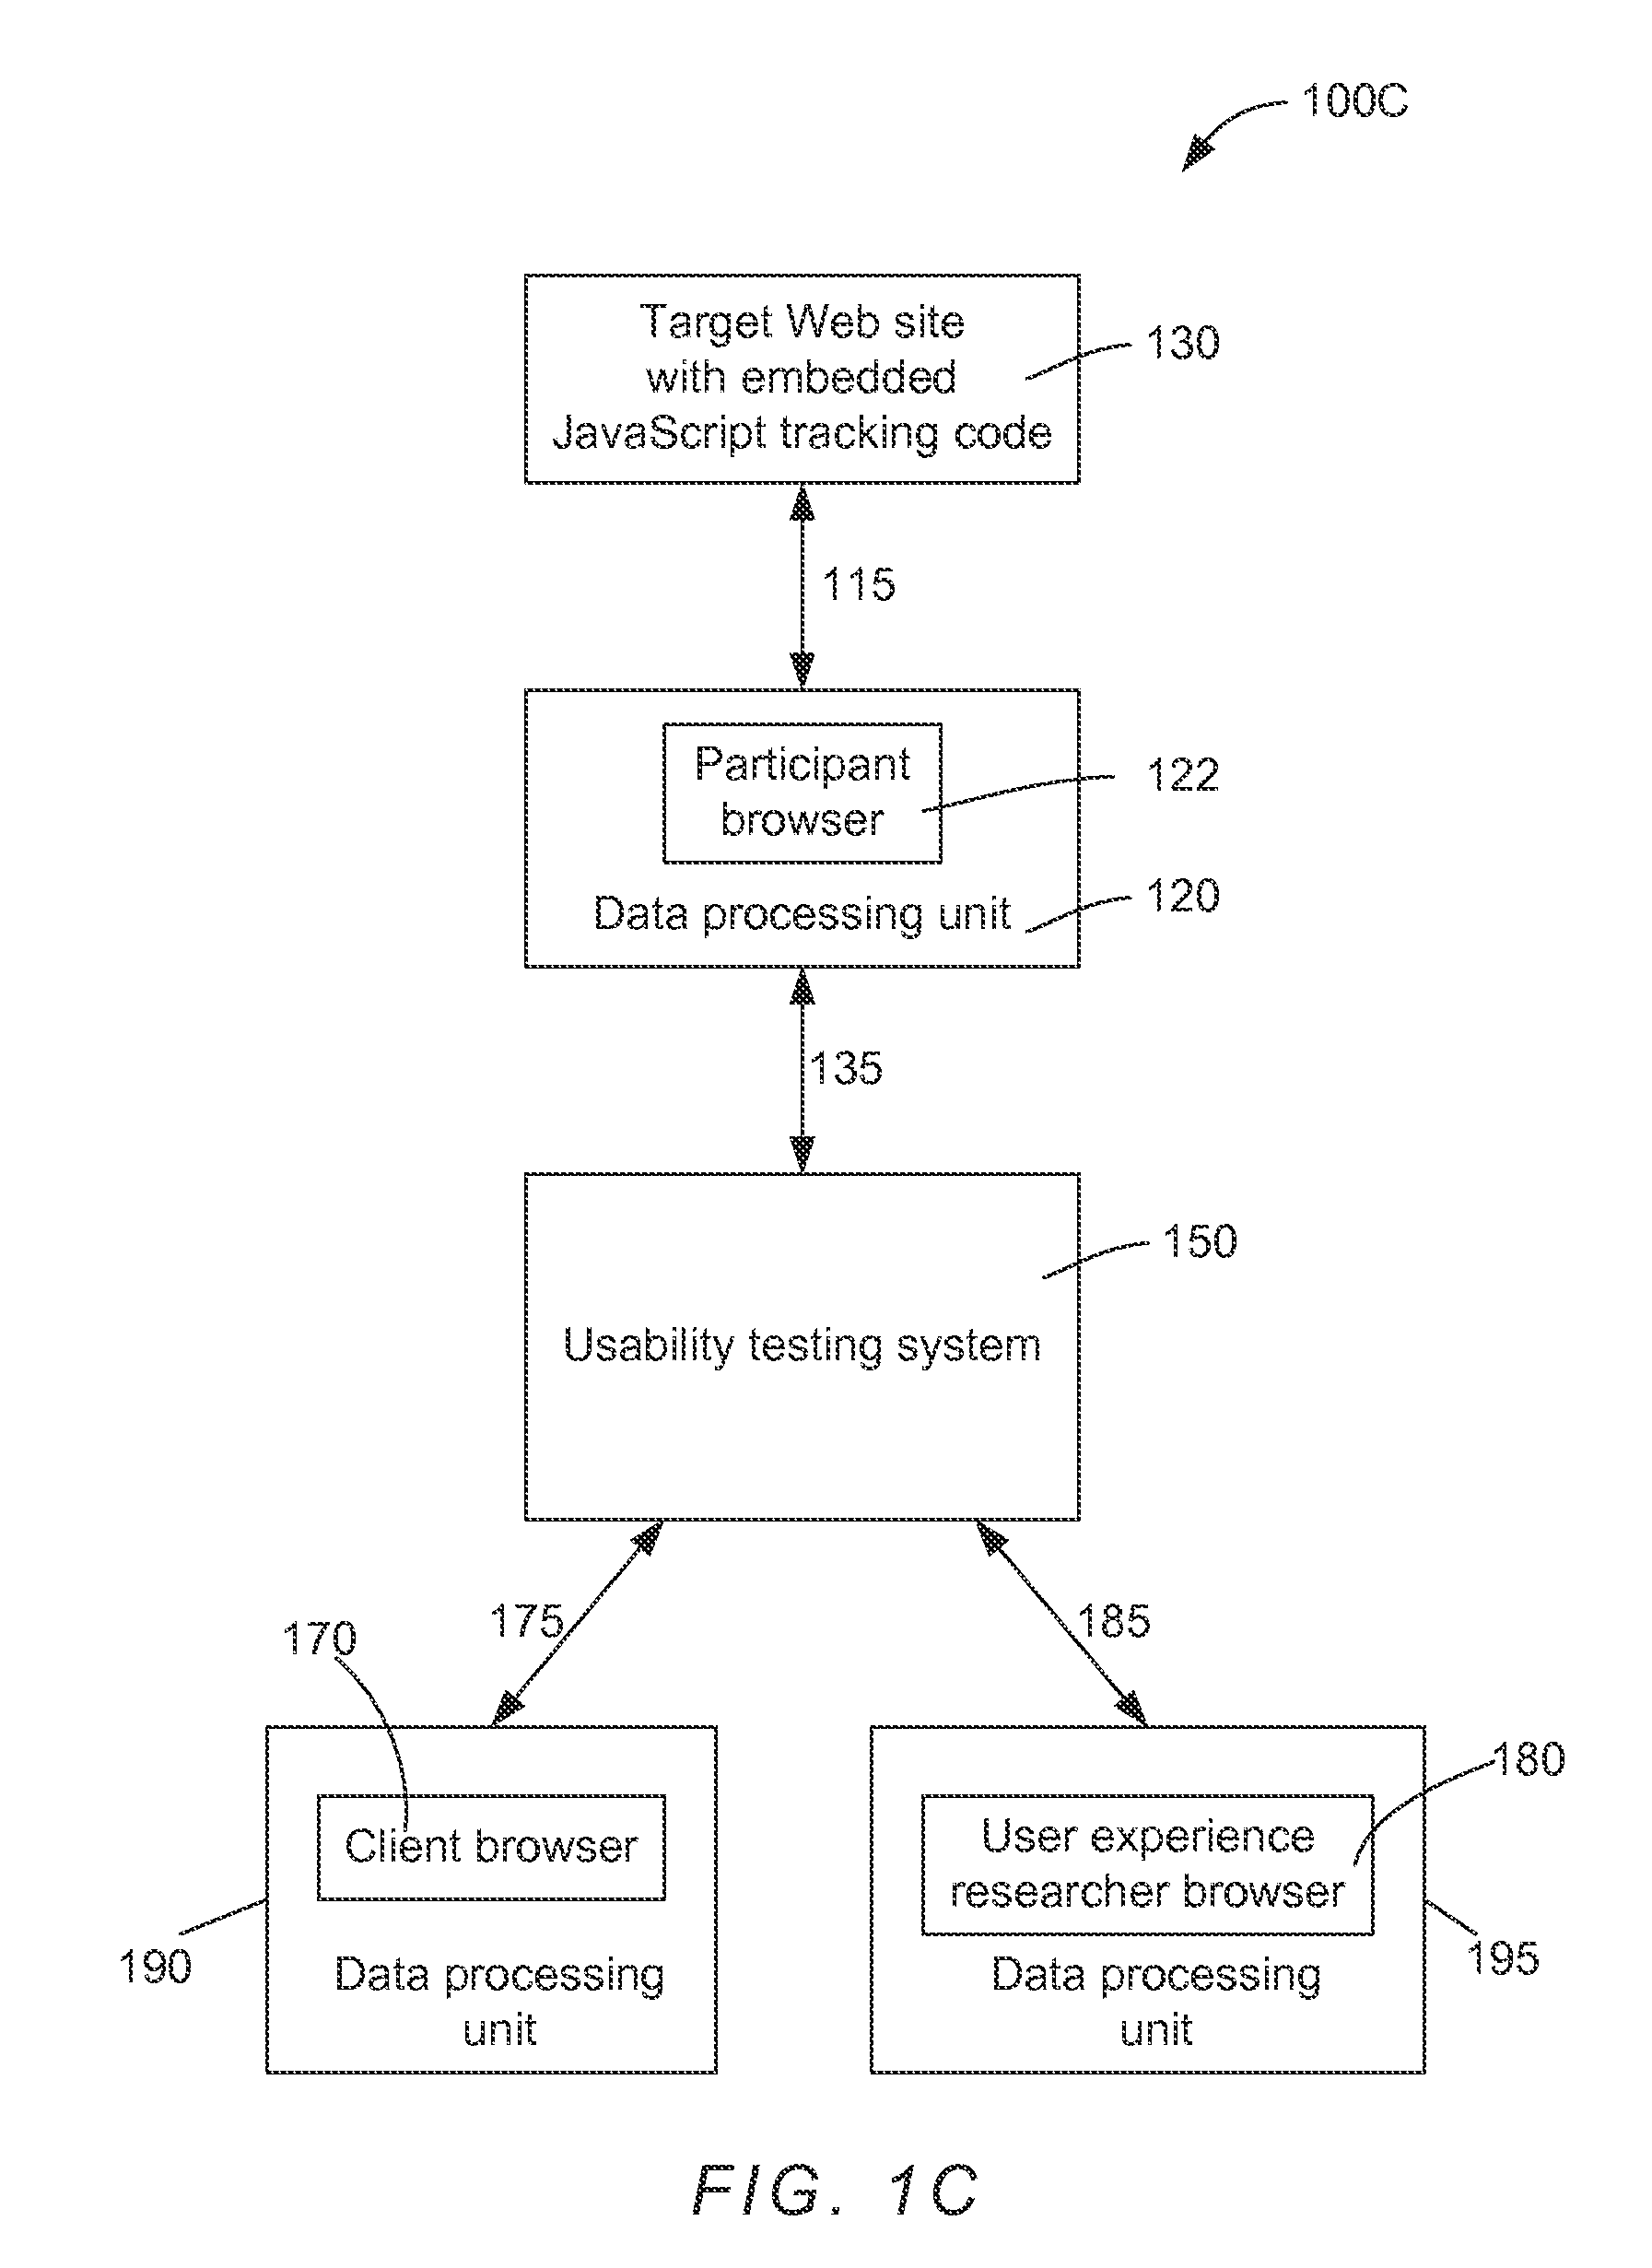 100C
Target Web site
with embedded
JavaScript tracking code
130
115
Participant
browser
122
Data processing unit
120
135
150
Usability testing system
175
185
170
180
Client browser
User experience
researcher browser
190
195
Data processing
unit
Data processing
unit
FIG. 1C